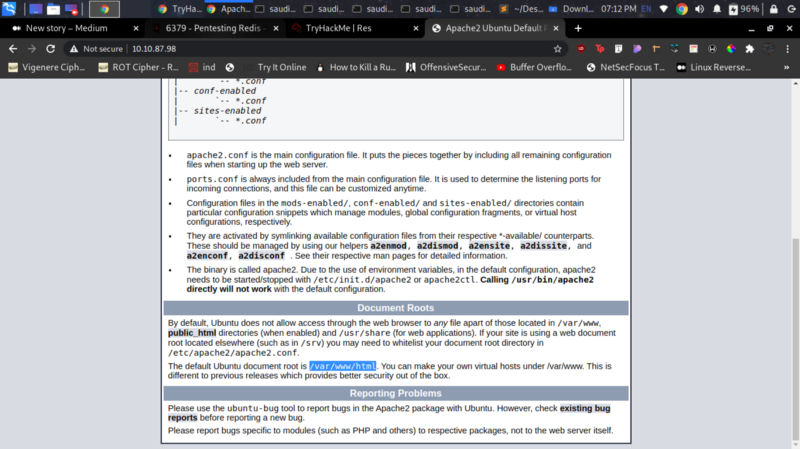 TryHa
Apac
saudi...
saudi...
saudi...
saudi...
saudi...
~/Des...
Downl...
07:12 PM
EN
96%
New story – Medium
6379 - Pentesting Redis -
TryHackMe | Res
Apache2 Ubuntu Default P
Not secure | 10.10.87.98
Vigenere Ciph...
ROT Cipher - R...
ind
Try It Online
How to Kill a Ru...
OffensiveSecur...
Buffer Overflo...
NetSecFocus T...
Linux Reverse...
| `-- *.conf
|-- conf-enabled
| `-- *.conf
|-- sites-enabled
| `-- *.conf
• apache2.conf is the main configuration file. It puts the pieces together by including all remaining configuration
files when starting up the web server.
• ports.conf is always included from the main configuration file. It is used to determine the listening ports for
incoming connections, and this file can be customized anytime.
• Configuration files in the mods-enabled/, conf-enabled/ and sites-enabled/ directories contain
particular configuration snippets which manage modules, global configuration fragments, or virtual host
configurations, respectively.
• They are activated by symlinking available configuration files from their respective *-available/ counterparts.
These should be managed by using our helpers a2enmod, a2dismod, a2ensite, a2dissite, and
a2enconf, a2disconf . See their respective man pages for detailed information.
• The binary is called apache2. Due to the use of environment variables, in the default configuration, apache2
needs to be started/stopped with /etc/init.d/apache2 or apache2ctl. Calling /usr/bin/apache2
directly will not work with the default configuration.
Document Roots
By default, Ubuntu does not allow access through the web browser to any file apart of those located in /var/www,
public_html directories (when enabled) and /usr/share (for web applications). If your site is using a web
document root located elsewhere (such as in /srv) you may need to whitelist your document root directory in
/etc/apache2/apache2.conf.
The default Ubuntu document root is /var/www/html. You can make your own virtual hosts under /var/www. This is
different to previous releases which provides better security out of the box.
Reporting Problems
Please use the ubuntu-bug tool to report bugs in the Apache2 package with Ubuntu. However, check existing bug
reports before reporting a new bug.
Please report bugs specific to modules (such as PHP and others) to respective packages, not to the web server itself.